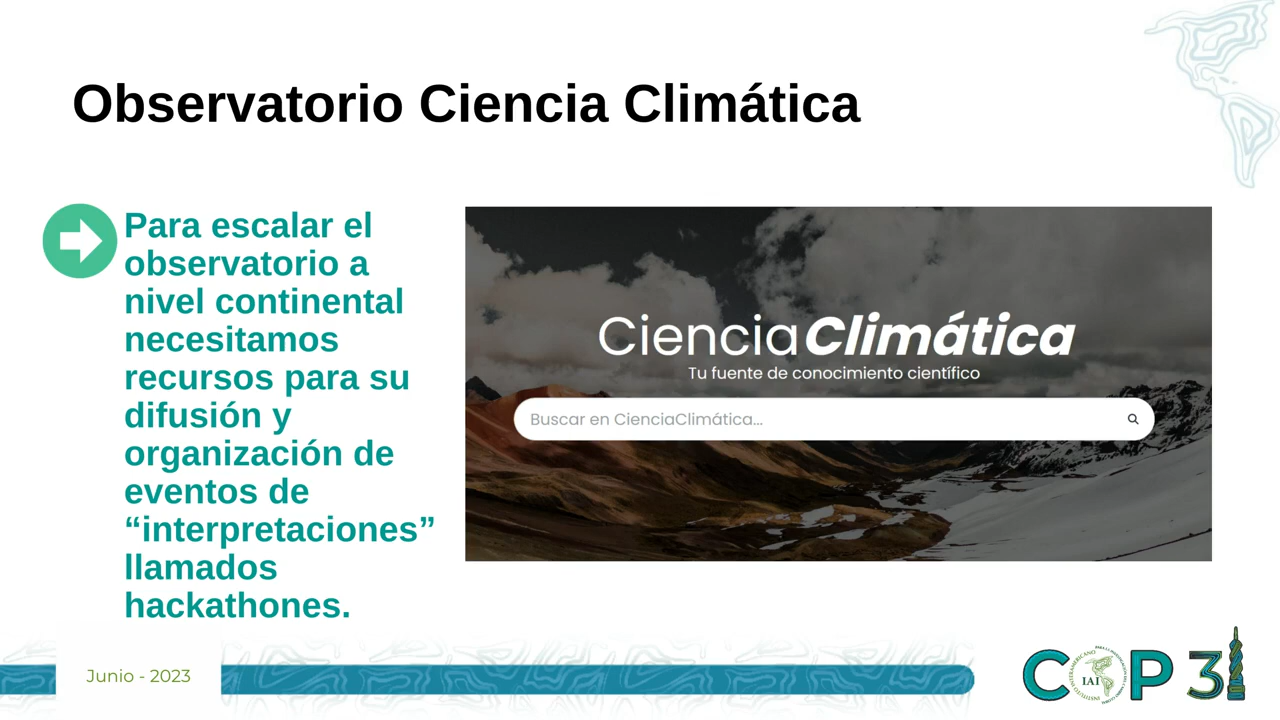 Observatorio Ciencia Climática
Para escalar el
observatorio a
nivel continental
necesitamos
recursos para su
difusión y
organización de
eventos de
“interpretaciones”
llamados
hackathones.
CienciaClimática
Tu fuente de conocimiento científico
Buscar en CienciaClimática...
Junio - 2023
COP 31
IAI